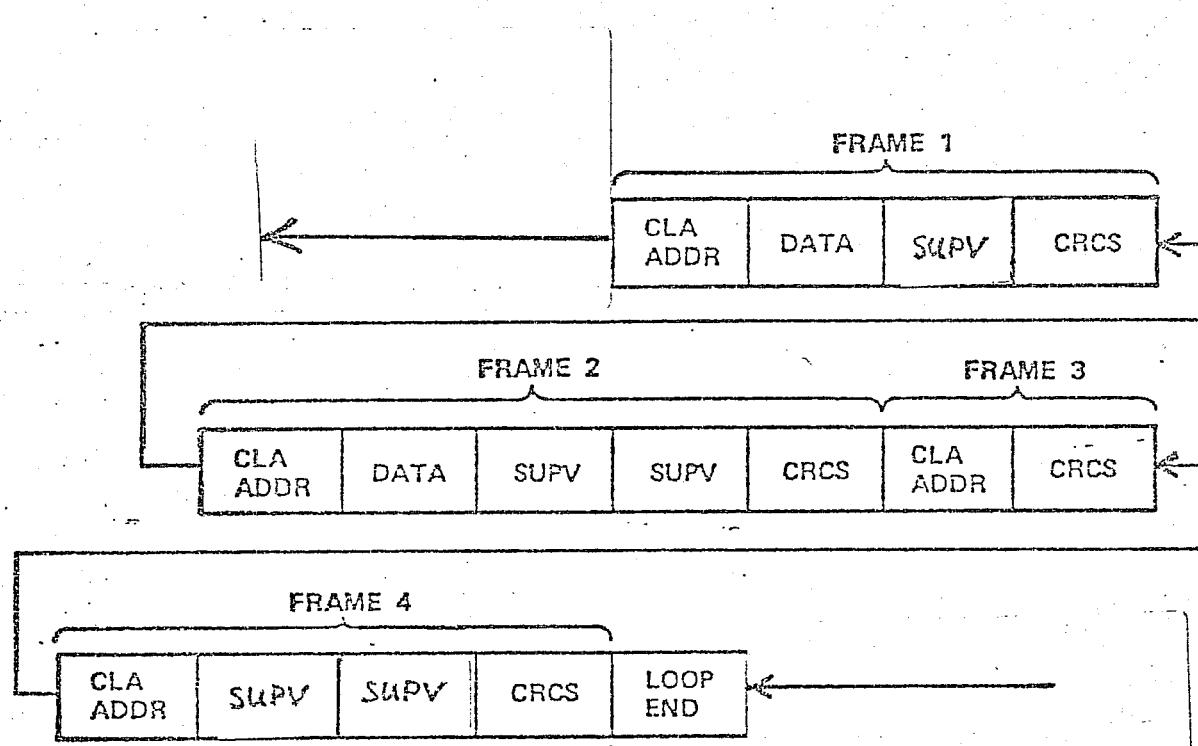 FRAME 1
CLA ADDR DATA SUPV CRCS
FRAME 2 FRAME 3
CLA ADDR DATA SUPV SUPV CRCS CLA ADDR CRCS
FRAME 4
CLA ADDR SUPV SUPV CRCS LOOP END